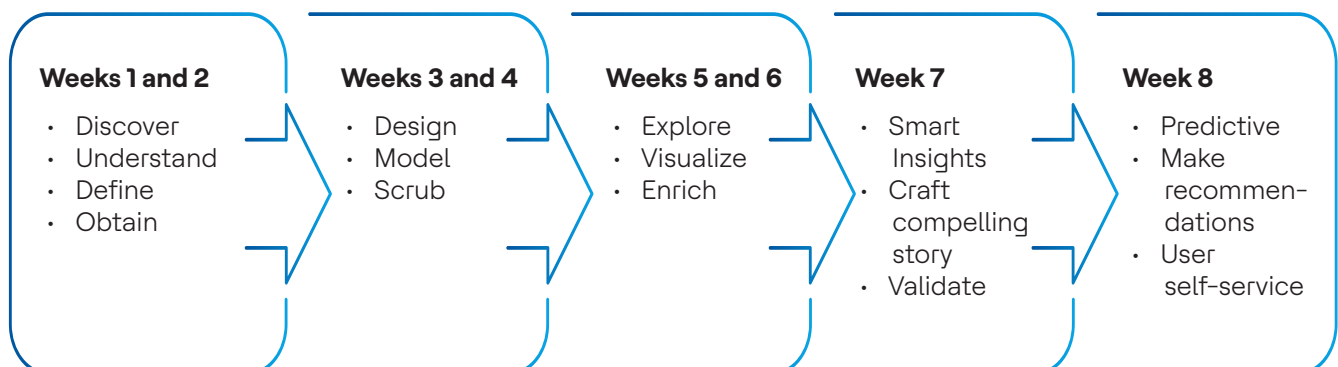 Weeks 1 and 2
• Discover
• Understand
• Define
• Obtain
Weeks 3 and 4
• Design
• Model
• Scrub
Weeks 5 and 6
• Explore
• Visualize
• Enrich
Week 7
• Smart
Insights
• Craft
compelling
story
• Validate
Week 8
• Predictive
• Make
recommen-
dations
• User
self-service